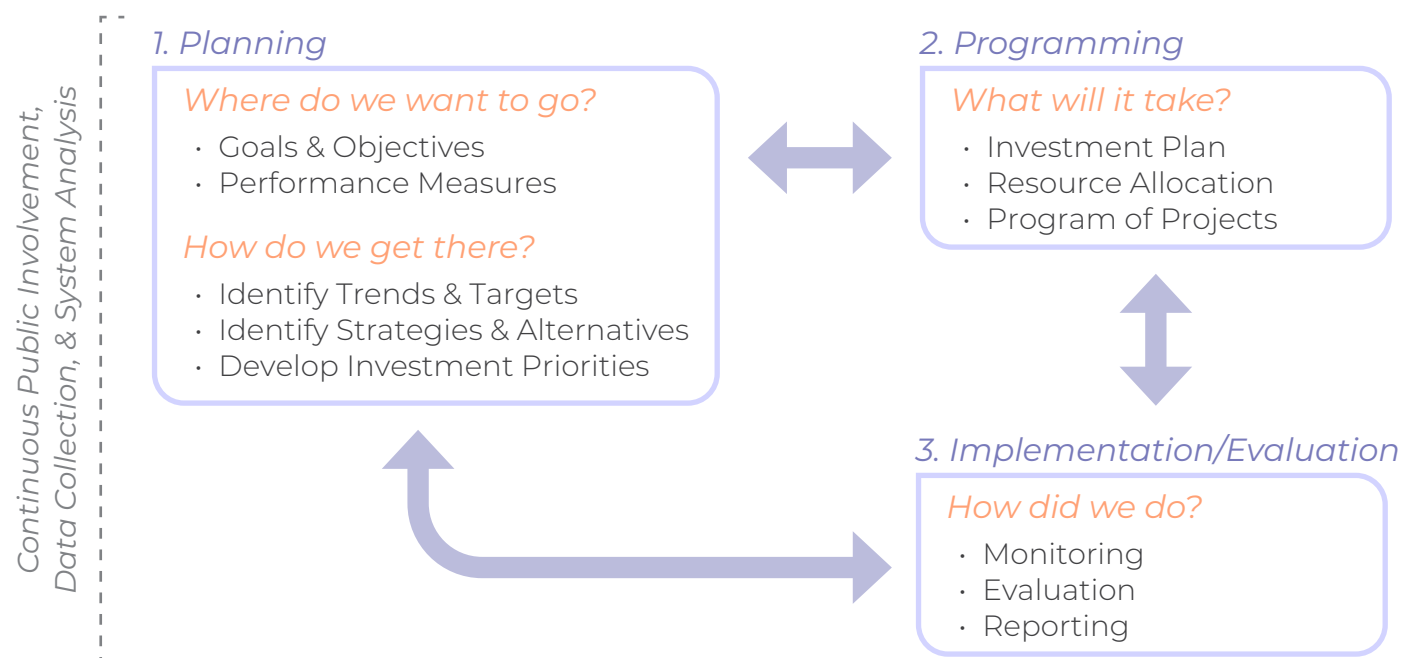 Continuous Public Involvement,
Data Collection, & System Analysis
1. Planning
Where do we want to go?
· Goals & Objectives
· Performance Measures
How do we get there?
· Identify Trends & Targets
· Identify Strategies & Alternatives
· Develop Investment Priorities
2. Programming
What will it take?
· Investment Plan
· Resource Allocation
· Program of Projects
3. Implementation/Evaluation
How did we do?
· Monitoring
· Evaluation
· Reporting